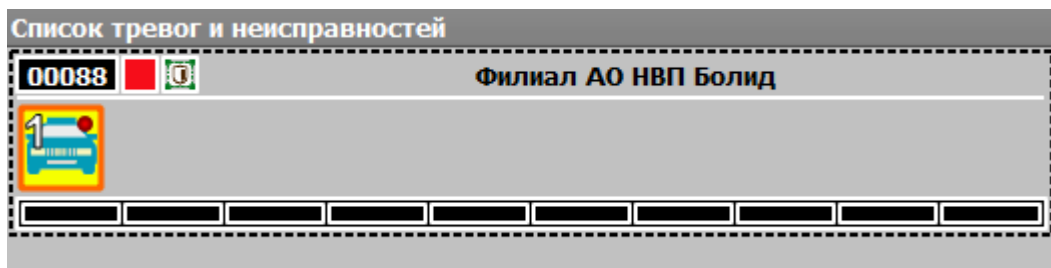 Список тревог и неисправностей
00088 Филиал АО НВП Болид
1